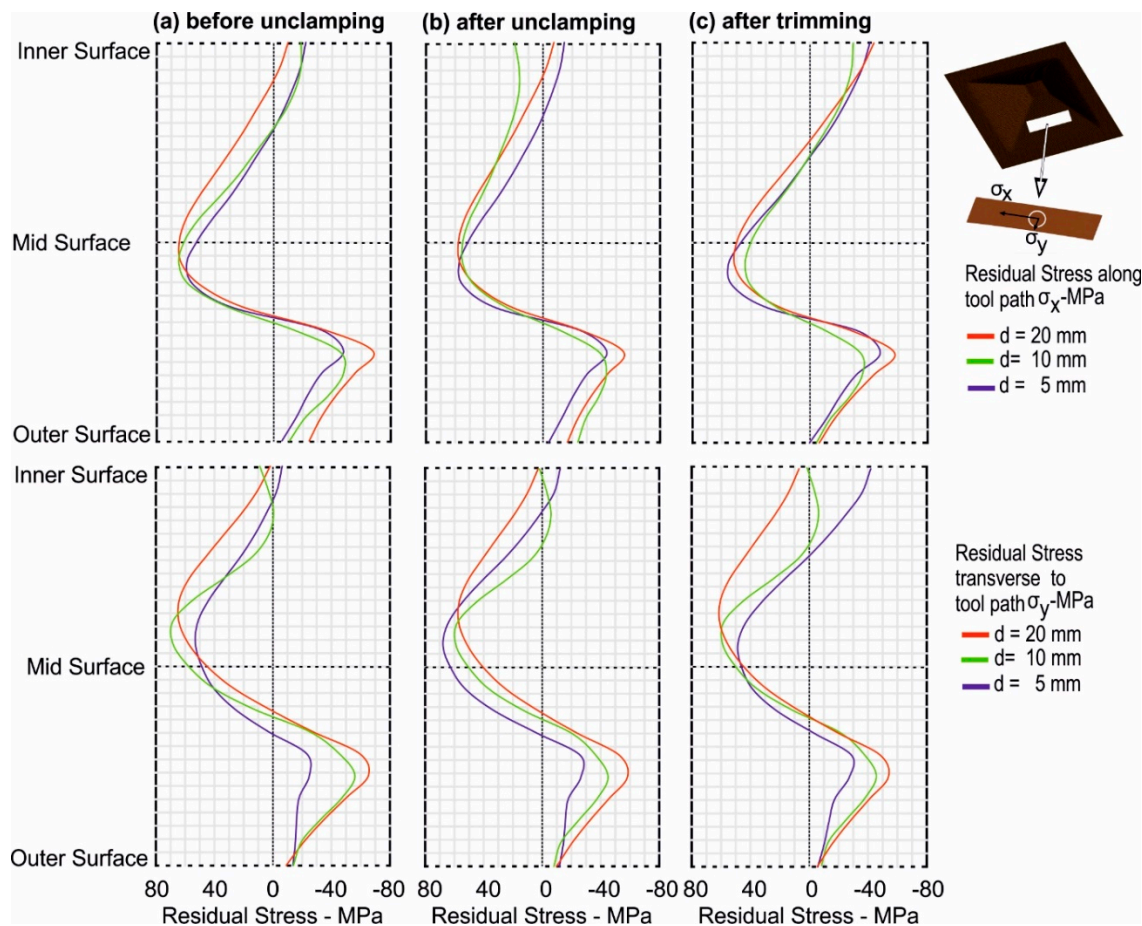 (a) before unclamping
(b) after unclamping
(c) after trimming
Inner Surface
Mid Surface
Outer Surface
σx
σy
Residual Stress along
tool path σx-MPa
d = 20 mm
d= 10 mm
d = 5 mm
Inner Surface
Mid Surface
Outer Surface
Residual Stress
transverse to
tool path σy-MPa
d = 20 mm
d= 10 mm
d = 5 mm
80 40 0 -40 -80
80 40 0 -40 -80
80 40 0 -40 -80
Residual Stress - MPa
Residual Stress - MPa
Residual Stress - MPa